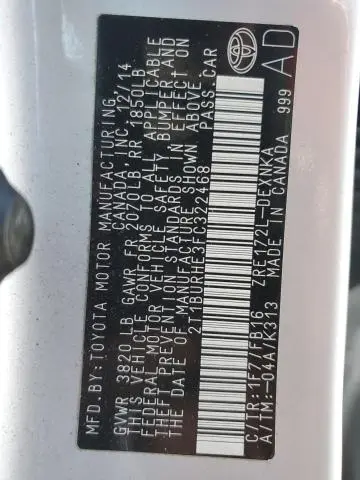 MFD.BY:TOYOTA MOTOR MANUFACTURING
CANADA,INC. 12/14
GVWR 3820 LB GAWR FR 2070LB RR 1850LB
THIS VEHICLE CONFORMS TO ALL APPLICABLE
FEDERAL MOTOR VEHICLE SAFETY, BUMPER AND
THEFT PREVENTION STANDARDS IN EFFECT ON
THE DATE OF MANUFACTURE SHOWN ABOVE
2T1BURHE3FC322468 PASS.CAR
C/TR:1F7/FB16 ZRE172L-DEXNKA
A/TM:-04A/K313 MADE IN CANADA 999
TOYOTA
AD